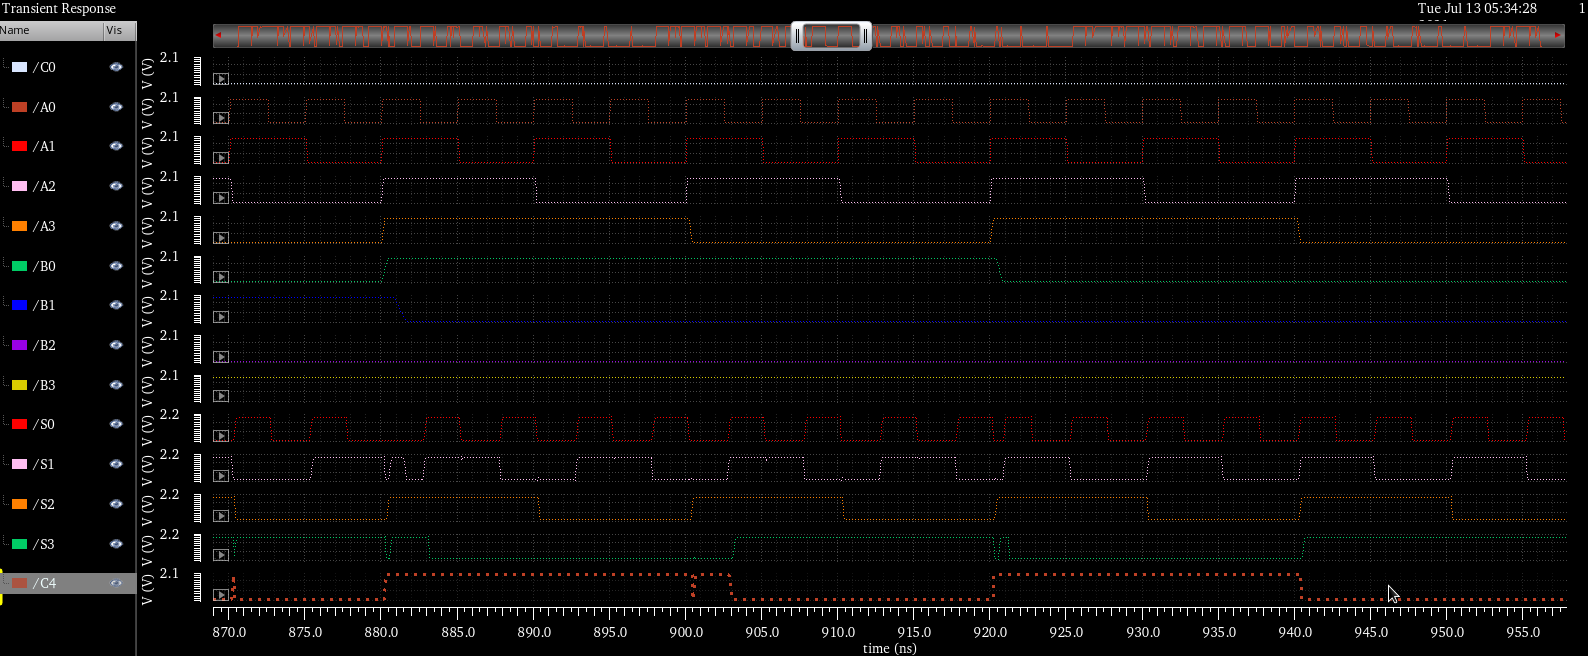 Transient Response
Tue Jul 13 05:34:28 1
Name Vis
/C0 V (V) 2.1
/A0 V (V) 2.1
/A1 V (V) 2.1
/A2 V (V) 2.1
/A3 V (V) 2.1
/B0 V (V) 2.1
/B1 V (V) 2.1
/B2 V (V) 2.1
/B3 V (V) 2.1
/S0 V (V) 2.2
/S1 V (V) 2.2
/S2 V (V) 2.2
/S3 V (V) 2.2
/C4 V (V) 2.1
870.0 875.0 880.0 885.0 890.0 895.0 900.0 905.0 910.0 915.0 920.0 925.0 930.0 935.0 940.0 945.0 950.0 955.0
time (ns)